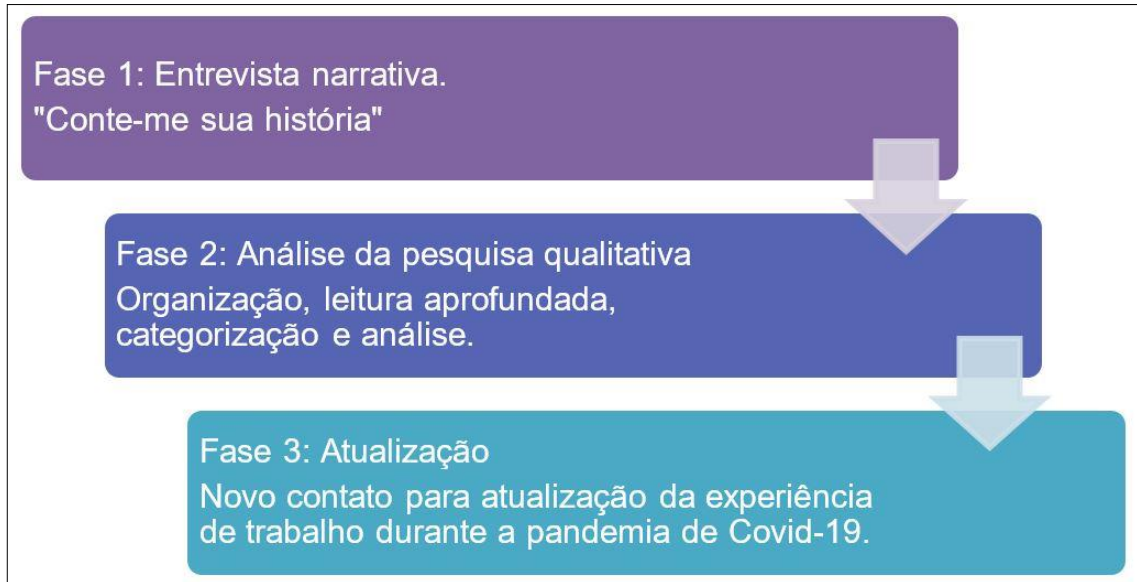 Fase 1: Entrevista narrativa.
"Conte-me sua história"
Fase 2: Análise da pesquisa qualitativa
Organização, leitura aprofundada,
categorização e análise.
Fase 3: Atualização
Novo contato para atualização da experiência
de trabalho durante a pandemia de Covid-19.